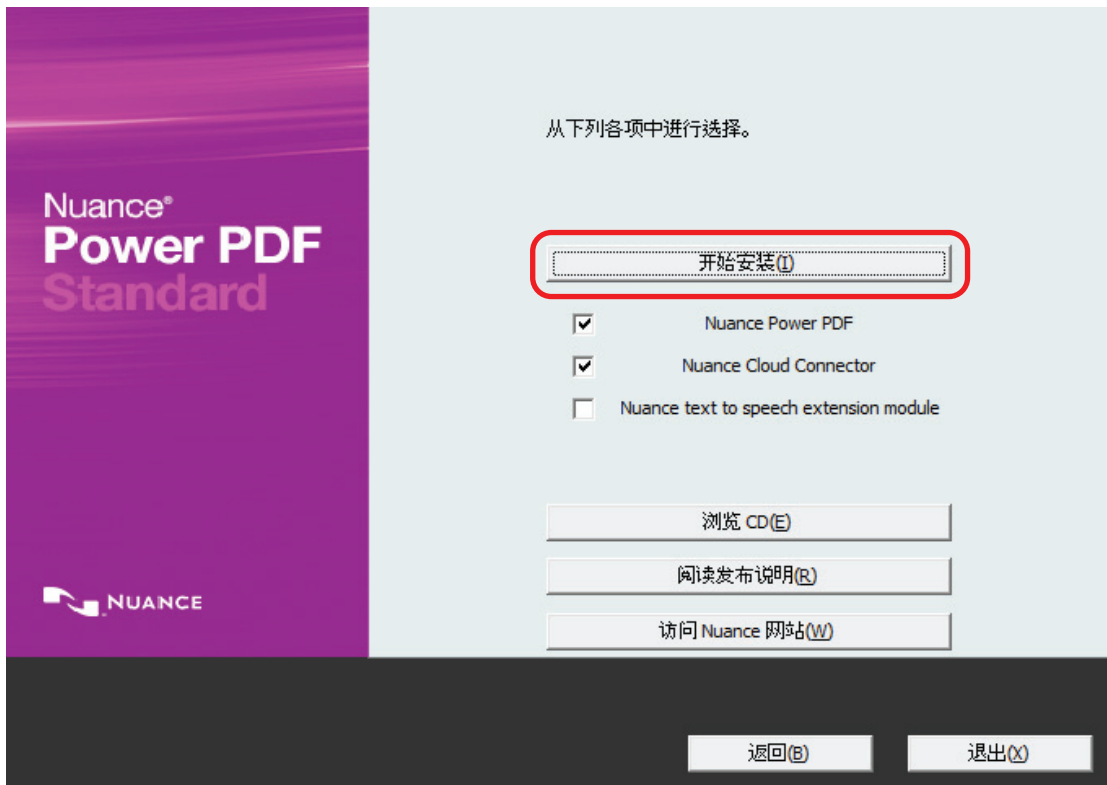 从下列各项中进行选择。
Nuance®
Power PDF
Standard
开始安装(I)
Nuance Power PDF
Nuance Cloud Connector
Nuance text to speech extension module
浏览 CD(E)
阅读发布说明(R)
访问 Nuance 网站(W)
NUANCE
返回(B)
退出(X)